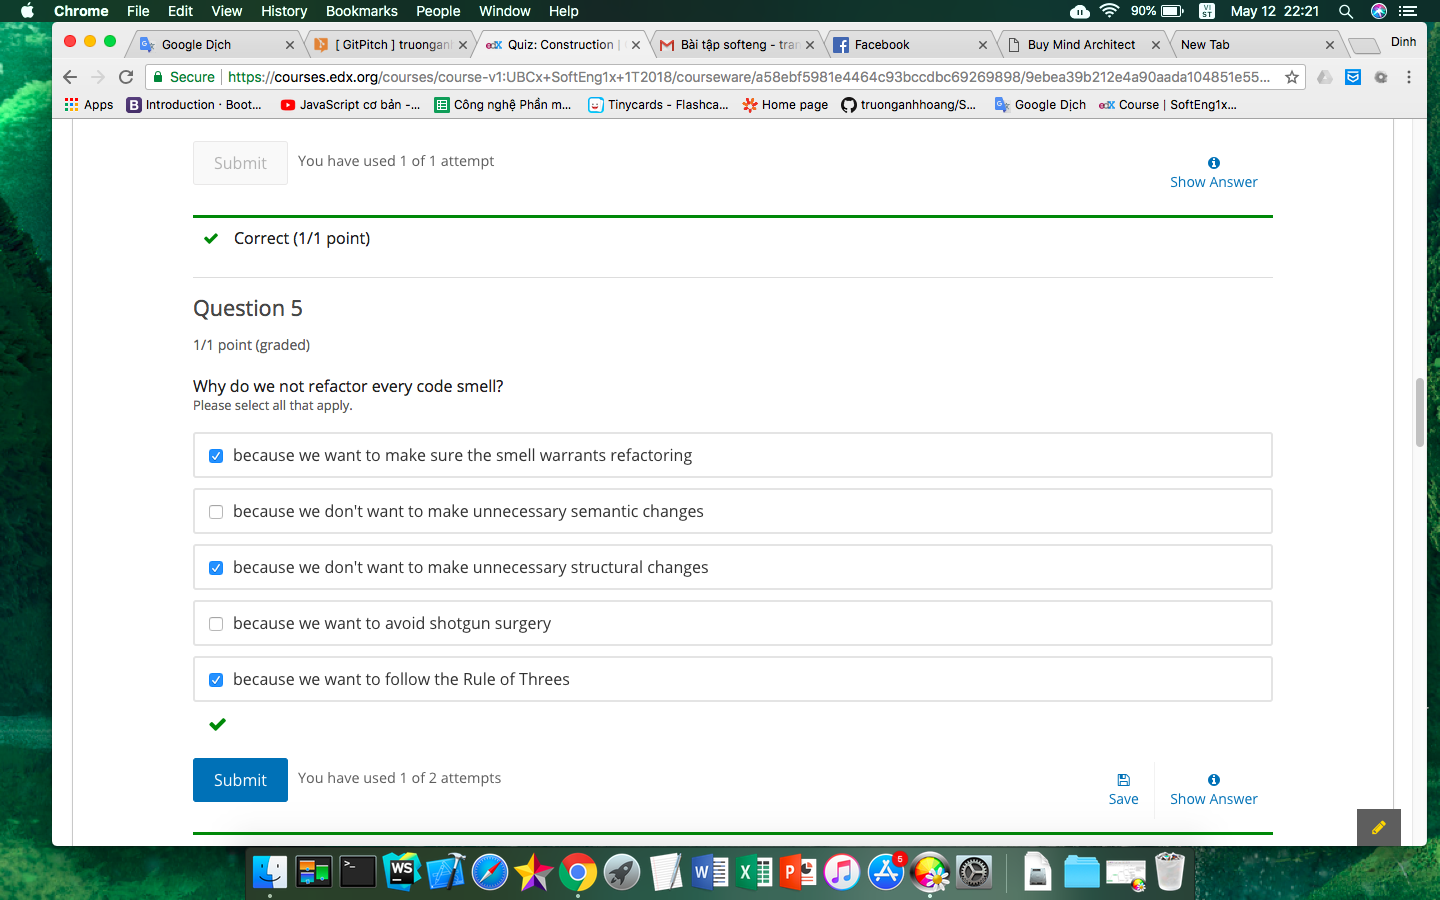 Chrome File Edit View History Bookmarks People Window Help 90% VI ST May 12 22:21
Google Dịch [ GitPitch ] truongan Quiz: Construction | Bài tập softeng - tran Facebook Buy Mind Architect New Tab Dinh
Secure https://courses.edx.org/courses/course-v1:UBCx+SoftEng1x+1T2018/courseware/a58ebf5981e4464c93bccdbc69269898/9ebea39b212e4a90aada104851e55...
Apps Introduction · Boot... JavaScript cơ bản -... Công nghệ Phần m... Tinycards - Flashca... Home page truonganhhoang/S... Google Dịch edX Course | SoftEng1x...
Submit You have used 1 of 1 attempt
Show Answer
Correct (1/1 point)
Question 5
1/1 point (graded)
Why do we not refactor every code smell?
Please select all that apply.
because we want to make sure the smell warrants refactoring
because we don't want to make unnecessary semantic changes
because we don't want to make unnecessary structural changes
because we want to avoid shotgun surgery
because we want to follow the Rule of Threes
Submit You have used 1 of 2 attempts
Save Show Answer
WS W X P 5